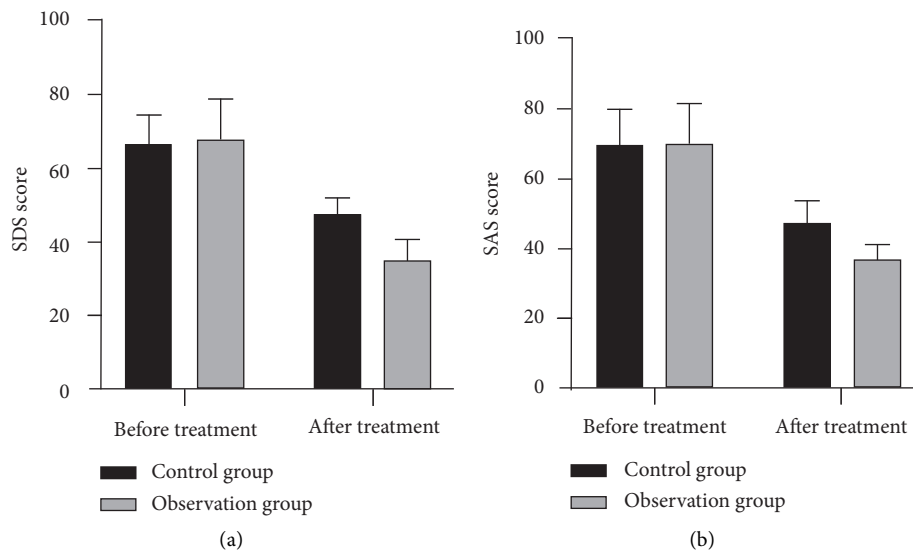 100
80
60
40
20
0
SDS score
Before treatment
After treatment
Control group
Observation group
(a)
100
80
60
40
20
0
SAS score
Before treatment
After treatment
Control group
Observation group
(b)